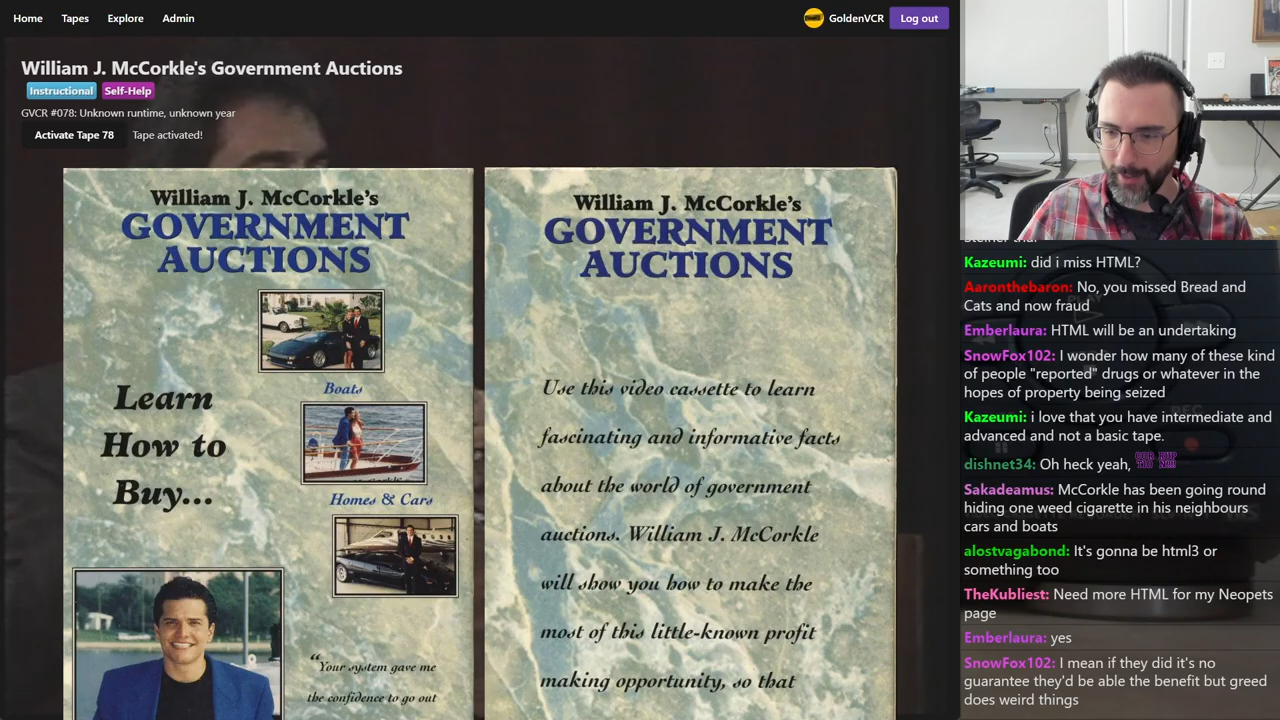 Home Tapes Explore Admin
GoldenVCR Log out
William J. McCorkle's Government Auctions
Instructional Self-Help
GVCR #078: Unknown runtime, unknown year
Activate Tape 78 Tape activated!
William J. McCorkle's
GOVERNMENT
AUCTIONS
Boats
Learn
How to
Buy...
Homes & Cars
“Your system gave me
the confidence to go out
William J. McCorkle's
GOVERNMENT
AUCTIONS
Use this video cassette to learn
fascinating and informative facts
about the world of government
auctions. William J. McCorkle
will show you how to make the
most of this little-known profit
making opportunity, so that
Kazeumi: did i miss HTML?
Aaronthebaron: No, you missed Bread and
Cats and now fraud
Emberlaura: HTML will be an undertaking
SnowFox102: I wonder how many of these kind
of people "reported" drugs or whatever in the
hopes of property being seized
Kazeumi: i love that you have intermediate and
advanced and not a basic tape.
dishnet34: Oh heck yeah,
Sakadeamus: McCorkle has been going round
hiding one weed cigarette in his neighbours
cars and boats
alostvagabond: It's gonna be html3 or
something too
TheKubliest: Need more HTML for my Neopets
page
Emberlaura: yes
SnowFox102: I mean if they did it's no
guarantee they'd be able the benefit but greed
does weird things